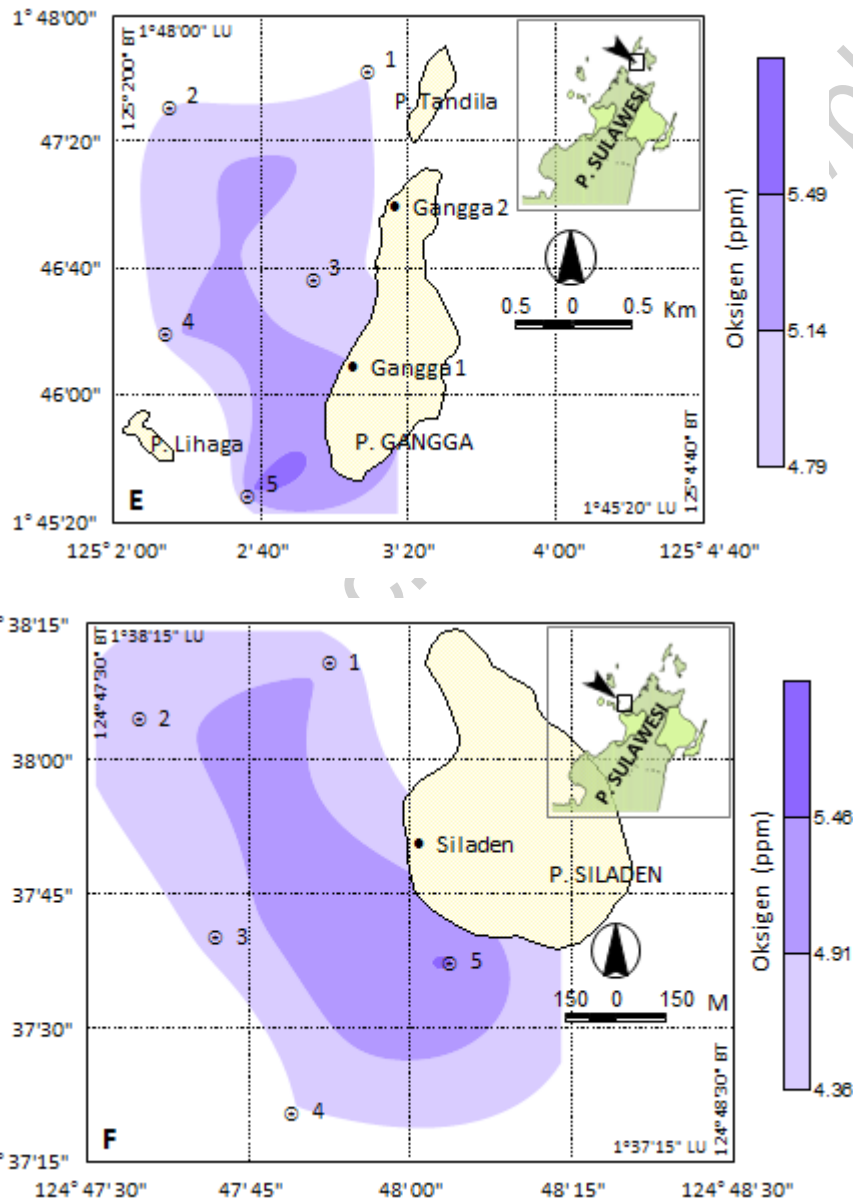 1°48'00"
1°48'00" LU
125°2'00" BT
1
2
P. Tandila
47'20"
Gangga2
46'40"
3
4
Gangga1
46'00"
P. Lihaga
P. GANGGA
5
E
1°45'20" LU
125°4'40" BT
1°45'20"
125°2'00"
2'40"
3'20"
4'00"
125°4'40"
P. SULAWESI
0.5 0 0.5 Km
Oksigen (ppm)
5.49
5.14
4.79
° 38'15"
1°38'15" LU
124°47'30" BT
1
2
38'00"
Siladen
P. SILADEN
37'45"
3
5
37'30"
4
F
1°37'15" LU
124°48'30" BT
° 37'15"
124°47'30"
47'45"
48'00"
48'15"
124°48'30"
P. SULAWESI
150 0 150 M
Oksigen (ppm)
5.46
4.91
4.36